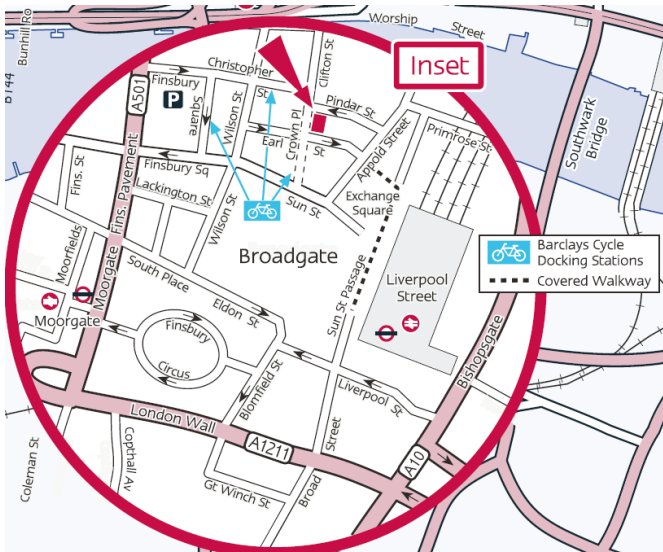 Bunhill Ro
B144
Worship
Street
Inset
Christopher
St
Clifton St
A501
Finsbury
Square
P
Wilson St
Crown Pl
Pindar St
Earl
St
Appold Street
Primrose St
Southwark
Bridge
Finsbury Sq
Fins. St
Fins. Pavement
Lackington St
Wilson St
Sun St
Exchange
Square
Broadgate
Barclays Cycle
Docking Stations
Covered Walkway
Moorfields
Moorgate
South Place
Eldon St
Sun St Passage
Liverpool
Street
Moorgate
Finsbury
Circus
Bishopsgate
Blomfield St
Liverpool St
London Wall
A1211
Street
Broad
A10
Coleman St
Copthall Av
Gt Winch St